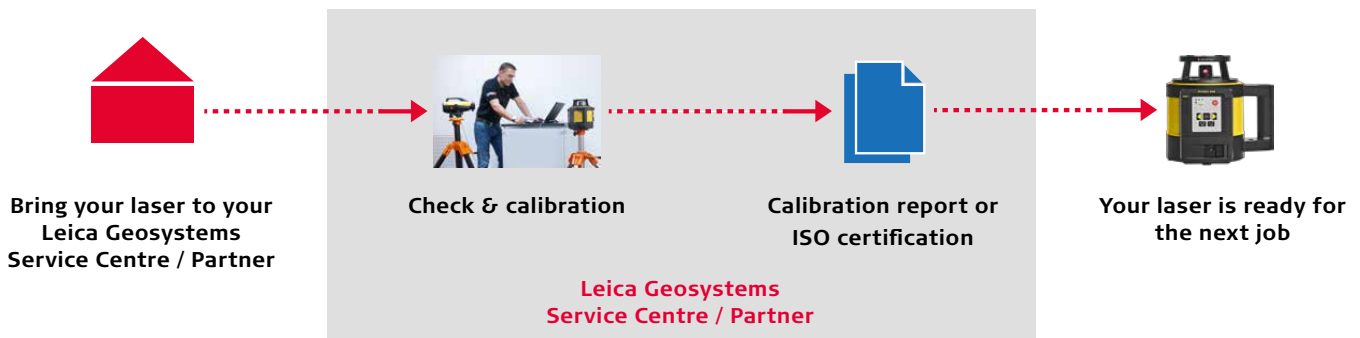 Bring your laser to your
Leica Geosystems
Service Centre / Partner
Check & calibration
Calibration report or
ISO certification
Your laser is ready for
the next job
Leica Geosystems
Service Centre / Partner